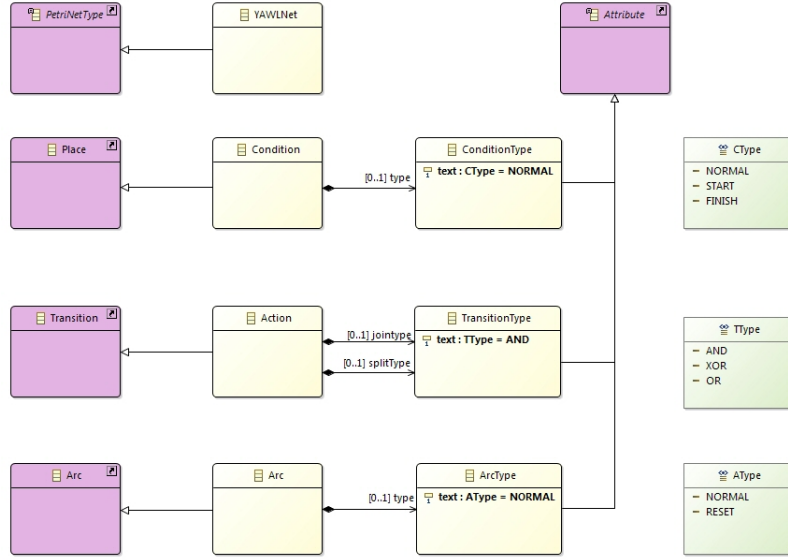 PetriNetType
YAWLNet
Attribute
Place
Condition
ConditionType
text : CType = NORMAL
[0..1] type
CType
NORMAL
START
FINISH
Transition
Action
TransitionType
text : TType = AND
[0..1] jointype
[0..1] splitType
TType
AND
XOR
OR
Arc
Arc
ArcType
text : AType = NORMAL
[0..1] type
AType
NORMAL
RESET